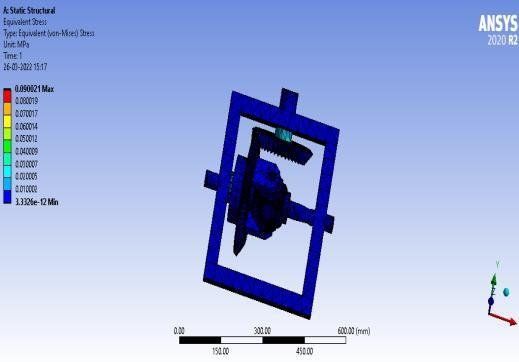 A: Static Structural
Equivalent Stress
Type: Equivalent (von-Mises) Stress
Unit: MPa
Time: 1
26-03-2022 15:17
0.090021 Max
0.080019
0.070017
0.060014
0.050012
0.040009
0.030007
0.020005
0.010002
3.3326e-12 Min
ANSYS
2020 R2
Y
0.00 300.00 600.00 (mm)
150.00 450.00